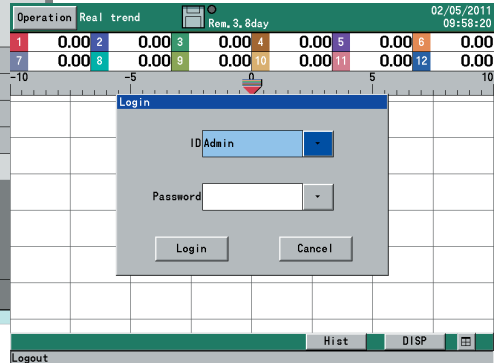 Operation Real trend Rem.3.8day 02/05/2011
09:58:20
1 0.00 2 0.00 3 0.00 4 0.00 5 0.00 6 0.00
7 0.00 8 0.00 9 0.00 10 0.00 11 0.00 12 0.00
-10 -5 0 5 10
Login
ID Admin
Password
Login Cancel
Hist DISP
Logout